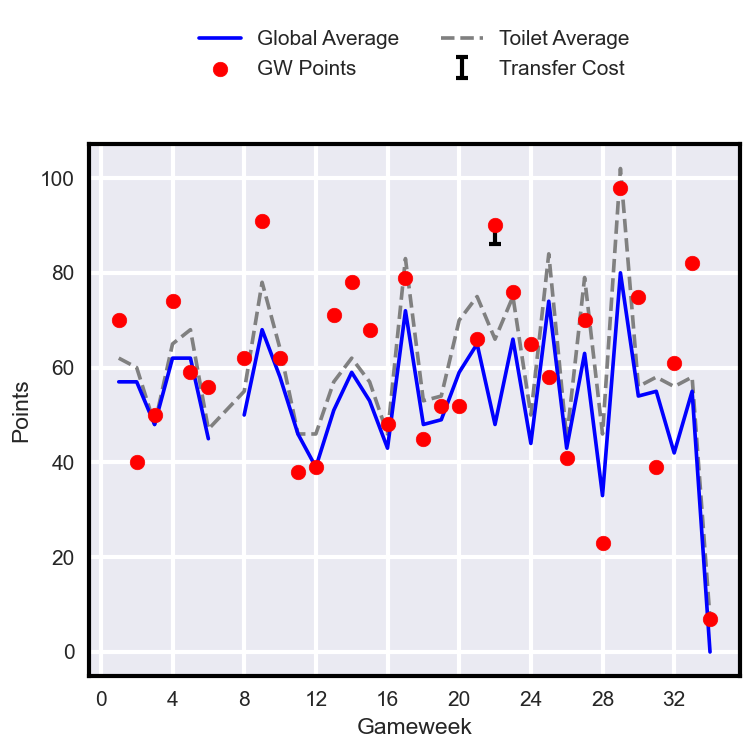 Global Average
Toilet Average
GW Points
Transfer Cost
100
80
60
40
20
0
Points
0 4 8 12 16 20 24 28 32
Gameweek